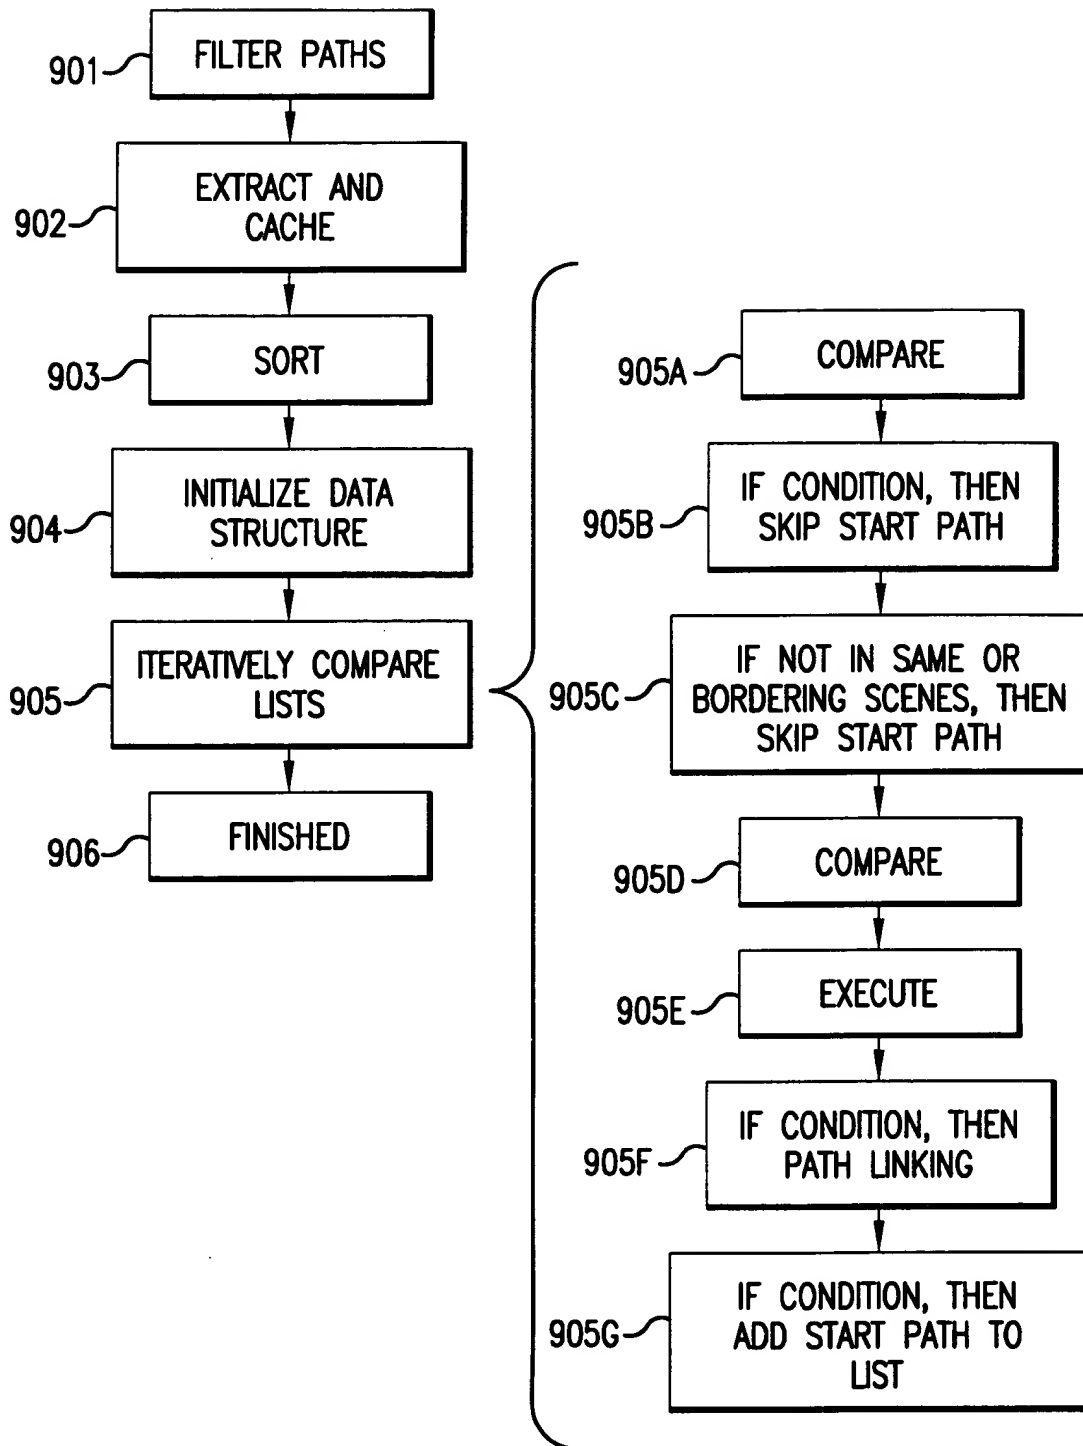 901
FILTER PATHS
902
EXTRACT AND
CACHE
903
SORT
904
INITIALIZE DATA
STRUCTURE
905
ITERATIVELY COMPARE
LISTS
906
FINISHED
905A
COMPARE
905B
IF CONDITION, THEN
SKIP START PATH
905C
IF NOT IN SAME OR
BORDERING SCENES, THEN
SKIP START PATH
905D
COMPARE
905E
EXECUTE
905F
IF CONDITION, THEN
PATH LINKING
905G
IF CONDITION, THEN
ADD START PATH TO
LIST